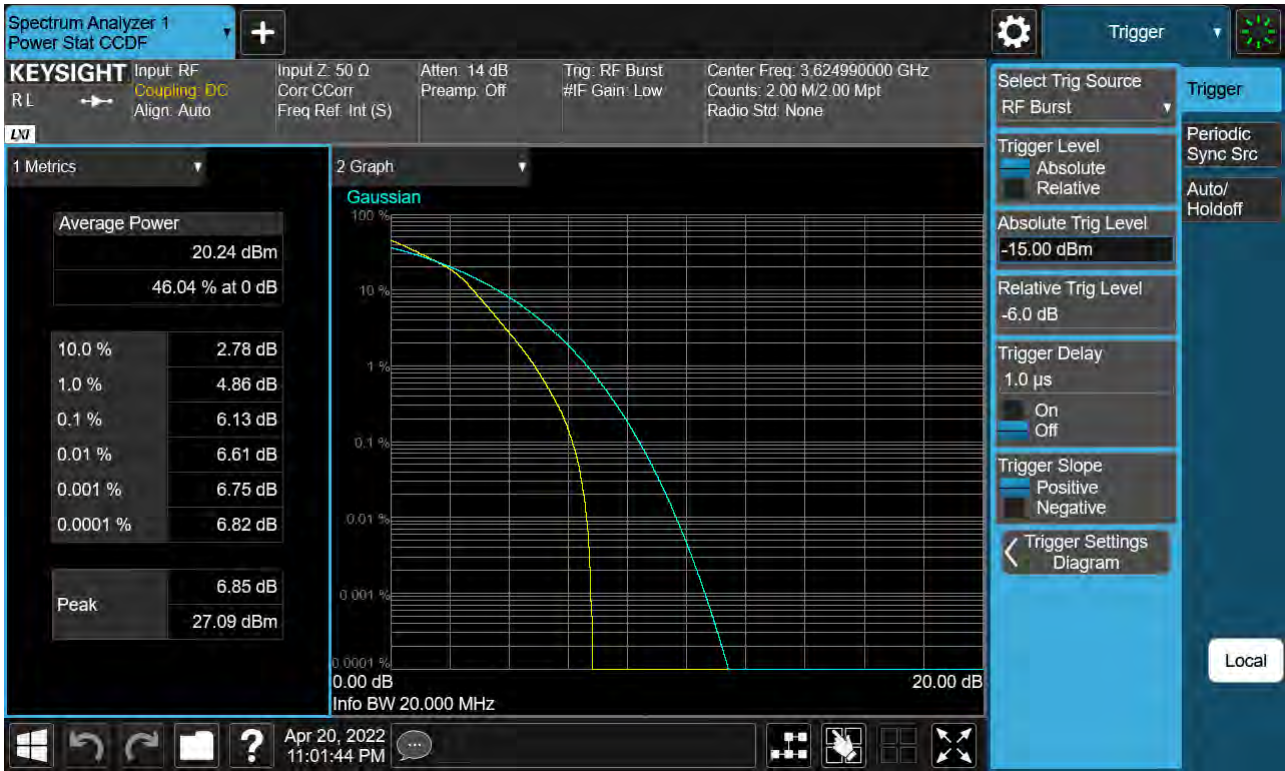 Spectrum Analyzer 1
Power Stat CCDF
Trigger
KEYSIGHT
RL
LXI
Input: RF
Coupling: DC
Align: Auto
Input Z: 50 Ω
Corr CCorr
Freq Ref: Int (S)
Atten: 14 dB
Preamp: Off
Trig: RF Burst
#IF Gain: Low
Center Freq: 3.624990000 GHz
Counts: 2.00 M/2.00 Mpt
Radio Std: None
1 Metrics
Average Power
20.24 dBm
46.04 % at 0 dB
10.0 % 2.78 dB
1.0 % 4.86 dB
0.1 % 6.13 dB
0.01 % 6.61 dB
0.001 % 6.75 dB
0.0001 % 6.82 dB
Peak
6.85 dB
27.09 dBm
2 Graph
Gaussian
100 %
10 %
1 %
0.1 %
0.01 %
0.001 %
0.0001 %
0.00 dB 20.00 dB
Info BW 20.000 MHz
Select Trig Source
RF Burst
Trigger Level
Absolute
Relative
Absolute Trig Level
-15.00 dBm
Relative Trig Level
-6.0 dB
Trigger Delay
1.0 µs
On
Off
Trigger Slope
Positive
Negative
Trigger Settings
Diagram
Trigger
Periodic
Sync Src
Auto/
Holdoff
Local
?
Apr 20, 2022
11:01:44 PM